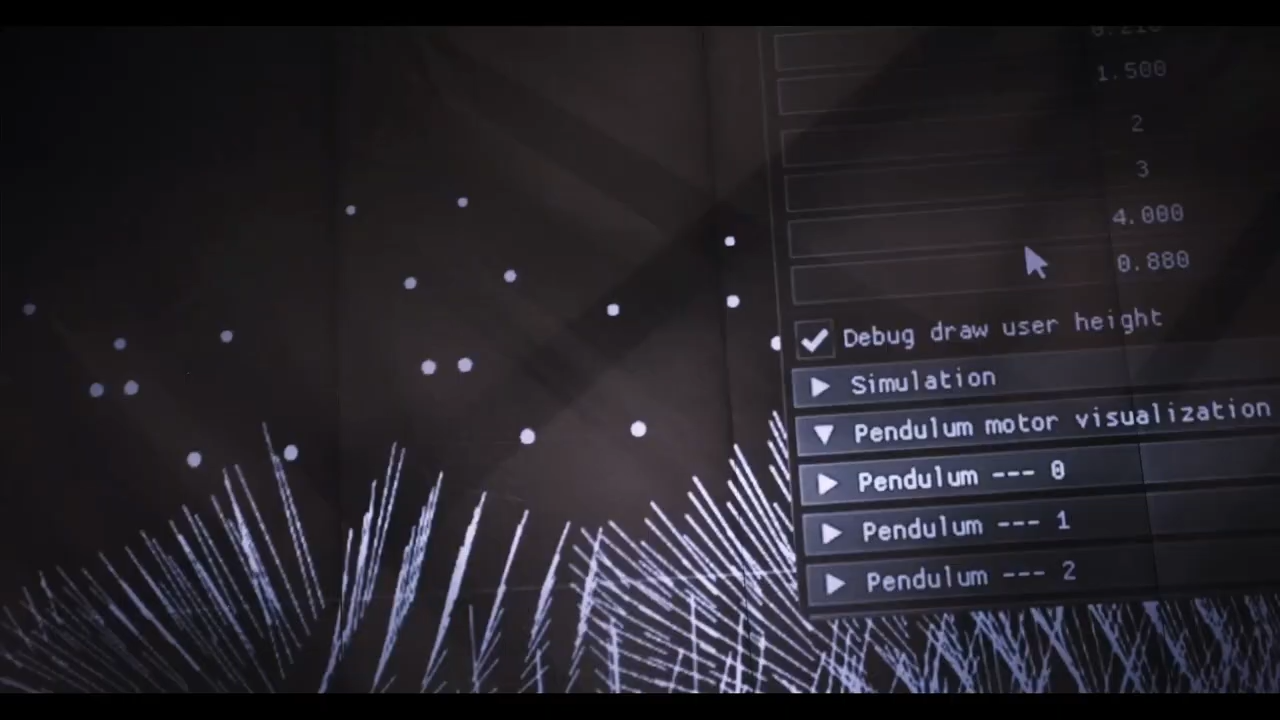 1.500
2
3
4.000
0.880
Debug draw user height
Simulation
Pendulum motor visualization
Pendulum --- 0
Pendulum --- 1
Pendulum --- 2